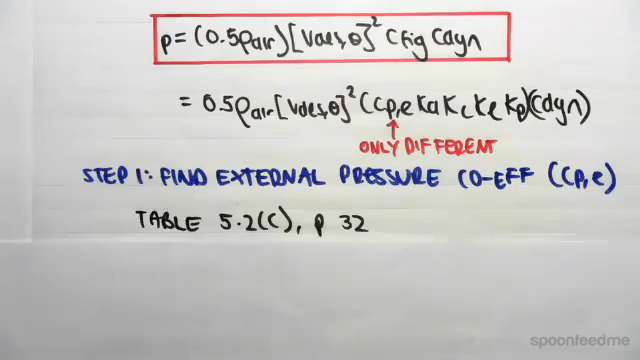 p = (0.5ρair) [Vdes,θ]² Cfig Cdyn
= 0.5ρair [Vdes,θ]² (Cp,e Ka Kc Kl Kp)(Cdyn)
ONLY DIFFERENT
STEP 1: FIND EXTERNAL PRESSURE CO-EFF (Cp,e)
TABLE 5.2(C), p 32
spoonfeedme